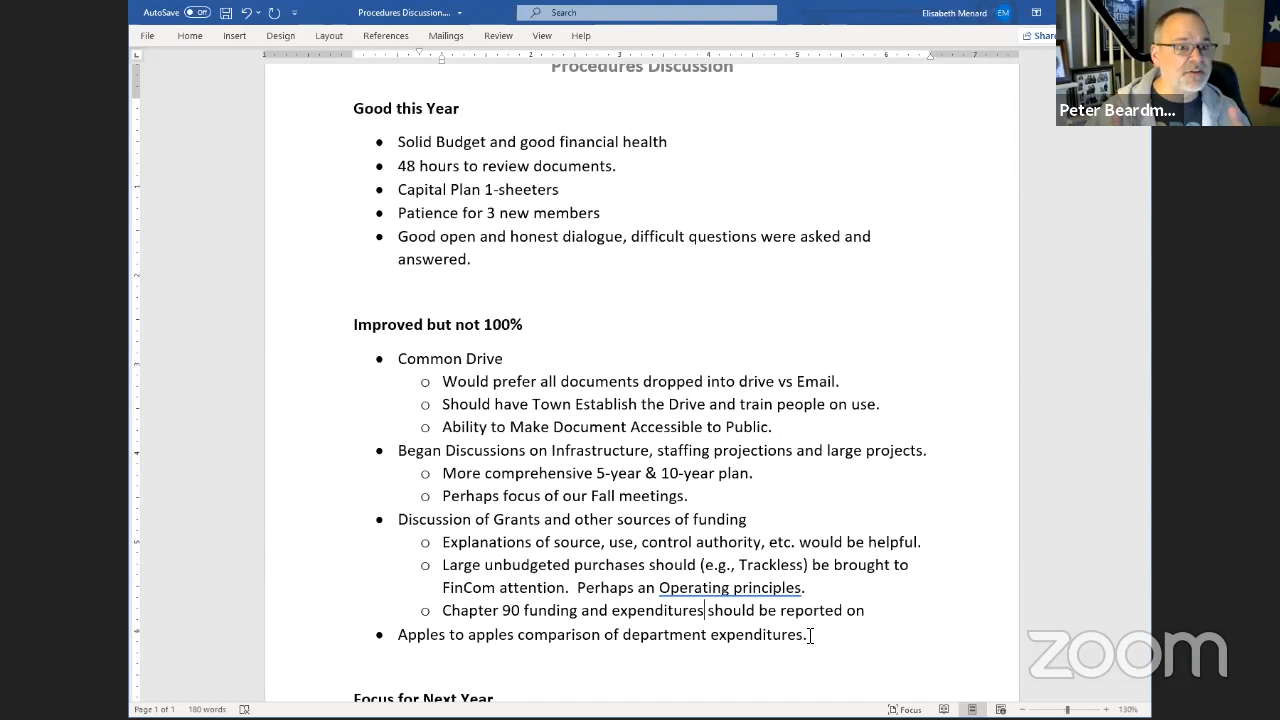 AutoSave Off Procedures Discussion... Search Elisabeth Menard EM
File Home Insert Design Layout References Mailings Review View Help Share
Procedures Discussion
Peter Beardm...
Good this Year
• Solid Budget and good financial health
• 48 hours to review documents.
• Capital Plan 1-sheeters
• Patience for 3 new members
• Good open and honest dialogue, difficult questions were asked and
answered.
Improved but not 100%
• Common Drive
o Would prefer all documents dropped into drive vs Email.
o Should have Town Establish the Drive and train people on use.
o Ability to Make Document Accessible to Public.
• Began Discussions on Infrastructure, staffing projections and large projects.
o More comprehensive 5-year & 10-year plan.
o Perhaps focus of our Fall meetings.
• Discussion of Grants and other sources of funding
o Explanations of source, use, control authority, etc. would be helpful.
o Large unbudgeted purchases should (e.g., Trackless) be brought to
FinCom attention. Perhaps an Operating principles.
o Chapter 90 funding and expenditures should be reported on
• Apples to apples comparison of department expenditures.
zoom
Focus for Next Year
Page 1 of 1 180 words Focus 130%